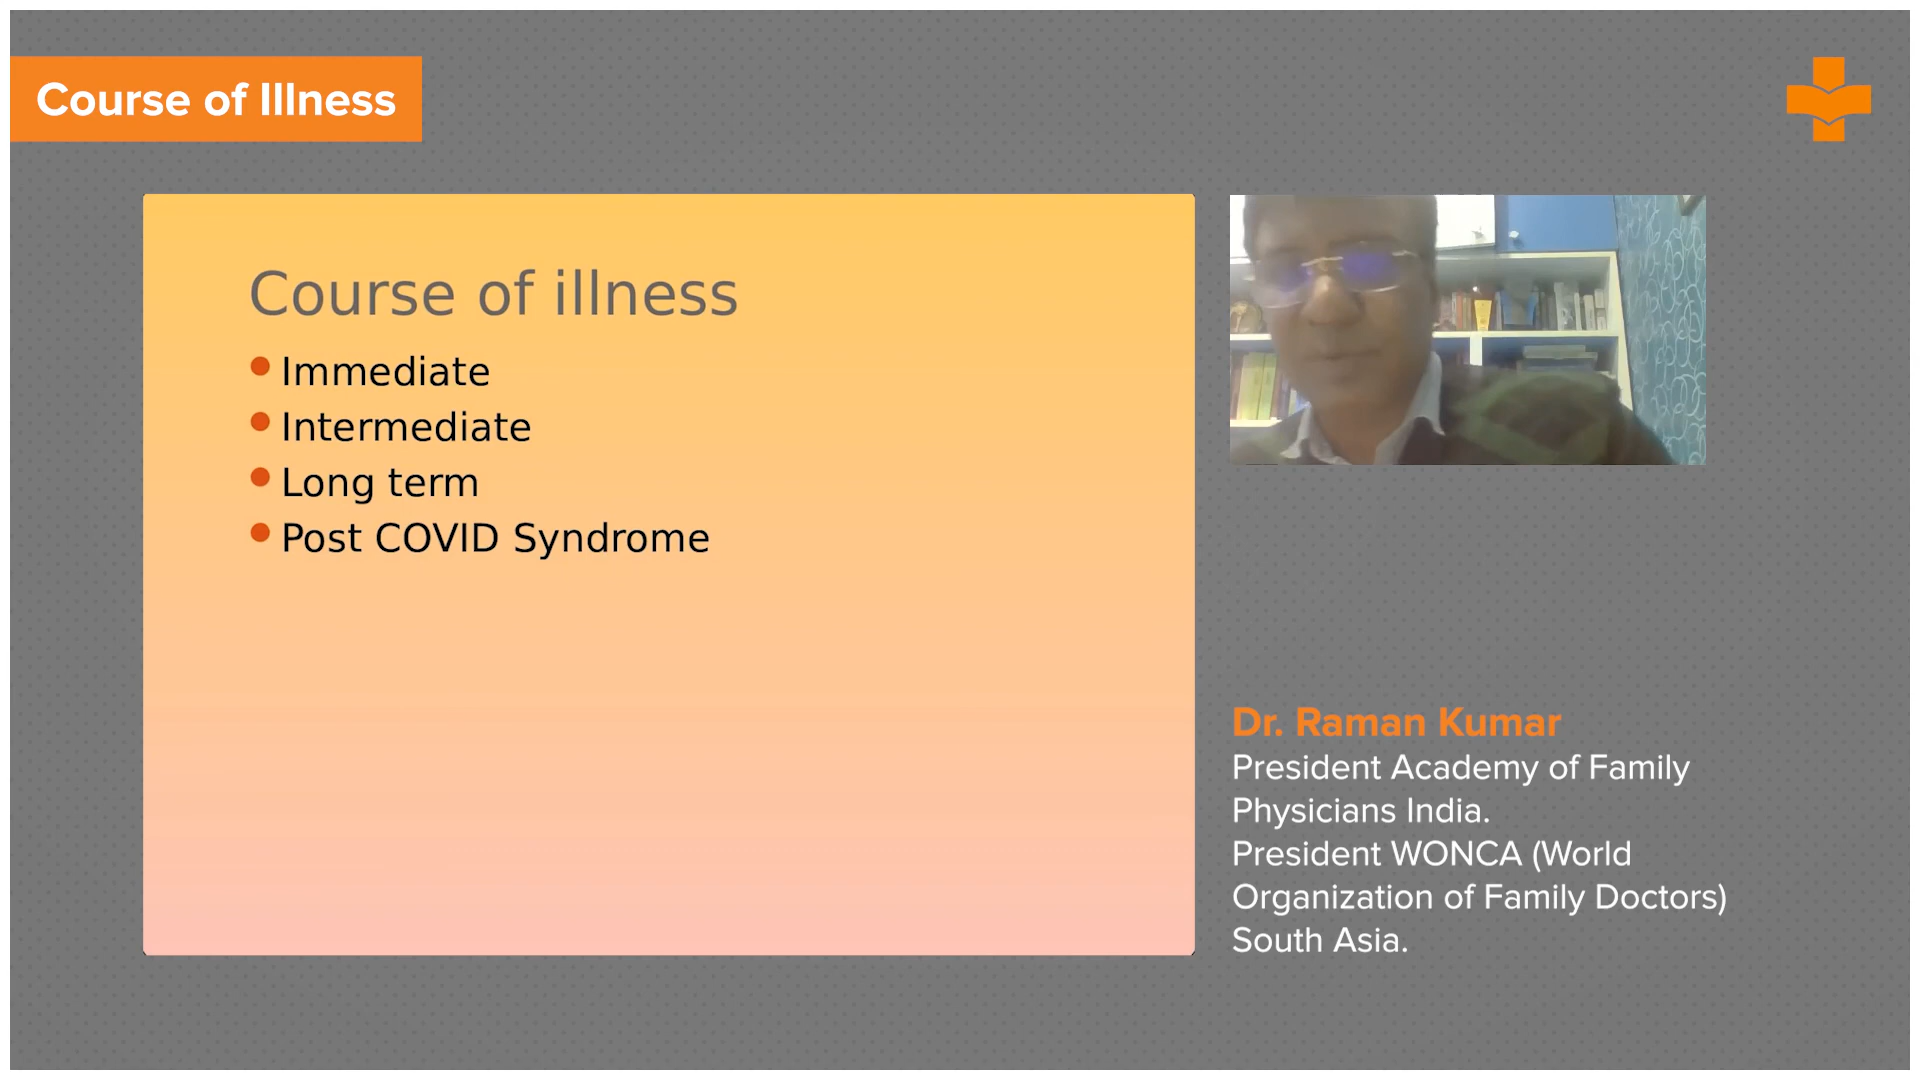 Course of Illness
Course of illness
Immediate
Intermediate
Long term
Post COVID Syndrome
Dr. Raman Kumar
President Academy of Family
Physicians India.
President WONCA (World
Organization of Family Doctors)
South Asia.